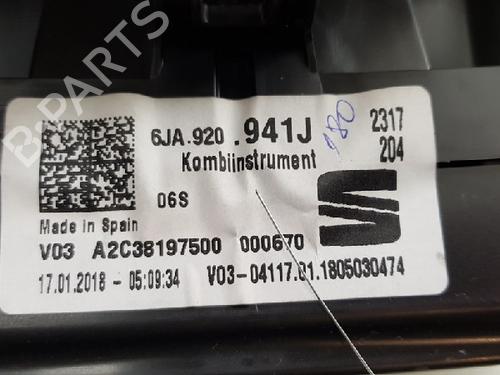 6JA.920 .941J
2317
204
Kombiinstrument
180
06S
Made in Spain
V03 A2C38197500 000670
17.01.2018 - 05:09:34 V03-04117.01.1805030474
B-PARTS